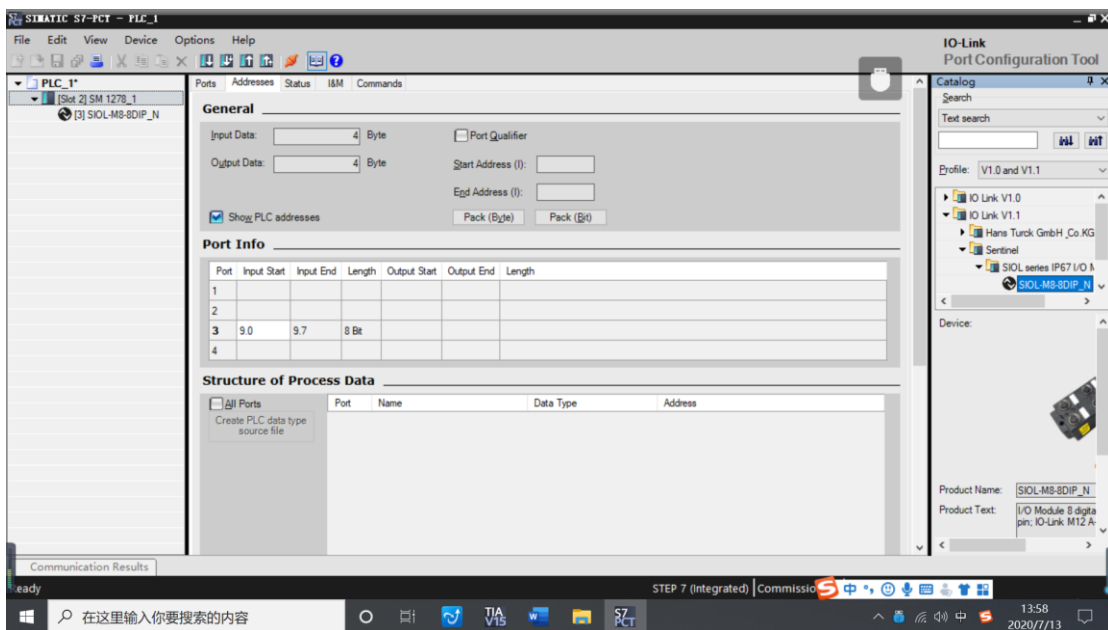 SIMATIC S7-PCT - PLC_1
File Edit View Device Options Help
IO-Link
Port Configuration Tool
PLC_1*
[Slot 2] SM 1278_1
[3] SIOL-M8-8DIP_N
Ports Addresses Status I&M Commands
General
Input Data: 4 Byte Port Qualifier
Output Data: 4 Byte Start Address (I):
End Address (I):
Show PLC addresses Pack (Byte) Pack (Bit)
Port Info
Port Input Start Input End Length Output Start Output End Length
1
2
3 9.0 9.7 8 Bit
4
Structure of Process Data
All Ports Port Name Data Type Address
Create PLC data type
source file
Catalog
Search
Text search
Profile: V1.0 and V1.1
IO Link V1.0
IO Link V1.1
Hans Turck GmbH _Co.KG
Sentinel
SIOL series IP67 I/O
SIOL-M8-8DIP_N
Device:
Product Name: SIOL-M8-8DIP_N
Product Text: I/O Module 8 digita
pin; IO-Link M12 A-
Communication Results
eady
STEP 7 (Integrated) Commissio
中
在这里输入你要搜索的内容
TIA
V15
S7
PCT
中
13:58
2020/7/13